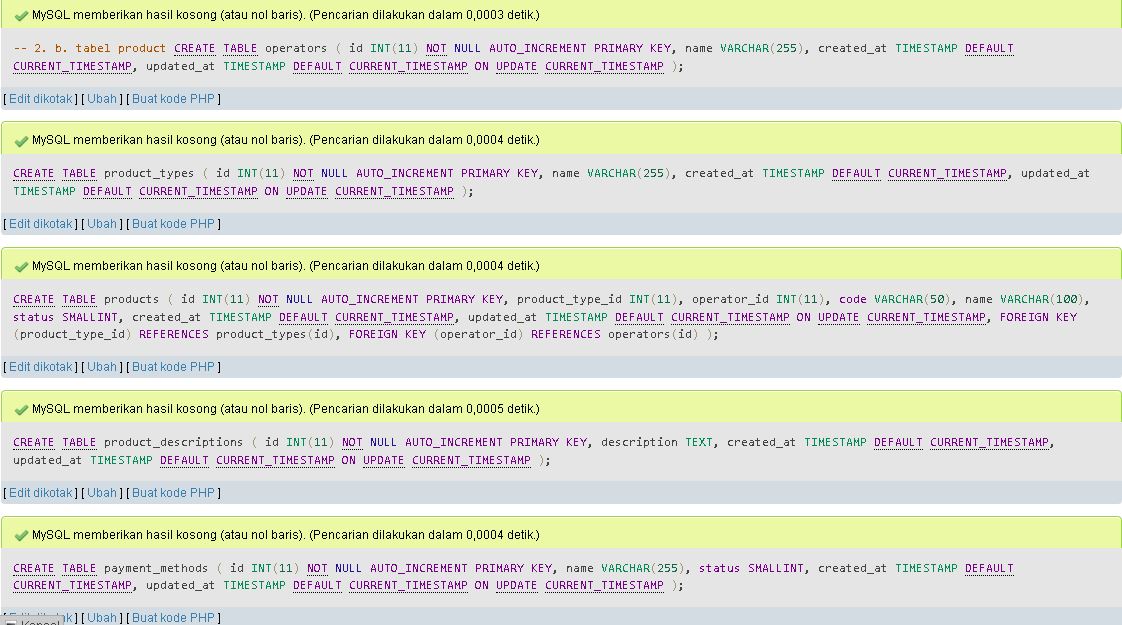 MySQL memberikan hasil kosong (atau nol baris). (Pencarian dilakukan dalam 0,0003 detik.)
-- 2. b. tabel product CREATE TABLE operators ( id INT(11) NOT NULL AUTO_INCREMENT PRIMARY KEY, name VARCHAR(255), created_at TIMESTAMP DEFAULT
CURRENT_TIMESTAMP, updated_at TIMESTAMP DEFAULT CURRENT_TIMESTAMP ON UPDATE CURRENT_TIMESTAMP );
[ Edit dikotak ] [ Ubah ] [ Buat kode PHP ]
MySQL memberikan hasil kosong (atau nol baris). (Pencarian dilakukan dalam 0,0004 detik.)
CREATE TABLE product_types ( id INT(11) NOT NULL AUTO_INCREMENT PRIMARY KEY, name VARCHAR(255), created_at TIMESTAMP DEFAULT CURRENT_TIMESTAMP, updated_at
TIMESTAMP DEFAULT CURRENT_TIMESTAMP ON UPDATE CURRENT_TIMESTAMP );
[ Edit dikotak ] [ Ubah ] [ Buat kode PHP ]
MySQL memberikan hasil kosong (atau nol baris). (Pencarian dilakukan dalam 0,0004 detik.)
CREATE TABLE products ( id INT(11) NOT NULL AUTO_INCREMENT PRIMARY KEY, product_type_id INT(11), operator_id INT(11), code VARCHAR(50), name VARCHAR(100),
status SMALLINT, created_at TIMESTAMP DEFAULT CURRENT_TIMESTAMP, updated_at TIMESTAMP DEFAULT CURRENT_TIMESTAMP ON UPDATE CURRENT_TIMESTAMP, FOREIGN KEY
(product_type_id) REFERENCES product_types(id), FOREIGN KEY (operator_id) REFERENCES operators(id) );
[ Edit dikotak ] [ Ubah ] [ Buat kode PHP ]
MySQL memberikan hasil kosong (atau nol baris). (Pencarian dilakukan dalam 0,0005 detik.)
CREATE TABLE product_descriptions ( id INT(11) NOT NULL AUTO_INCREMENT PRIMARY KEY, description TEXT, created_at TIMESTAMP DEFAULT CURRENT_TIMESTAMP,
updated_at TIMESTAMP DEFAULT CURRENT_TIMESTAMP ON UPDATE CURRENT_TIMESTAMP );
[ Edit dikotak ] [ Ubah ] [ Buat kode PHP ]
MySQL memberikan hasil kosong (atau nol baris). (Pencarian dilakukan dalam 0,0004 detik.)
CREATE TABLE payment_methods ( id INT(11) NOT NULL AUTO_INCREMENT PRIMARY KEY, name VARCHAR(255), status SMALLINT, created_at TIMESTAMP DEFAULT
CURRENT_TIMESTAMP, updated_at TIMESTAMP DEFAULT CURRENT_TIMESTAMP ON UPDATE CURRENT_TIMESTAMP );
] [ Ubah ] [ Buat kode PHP ]